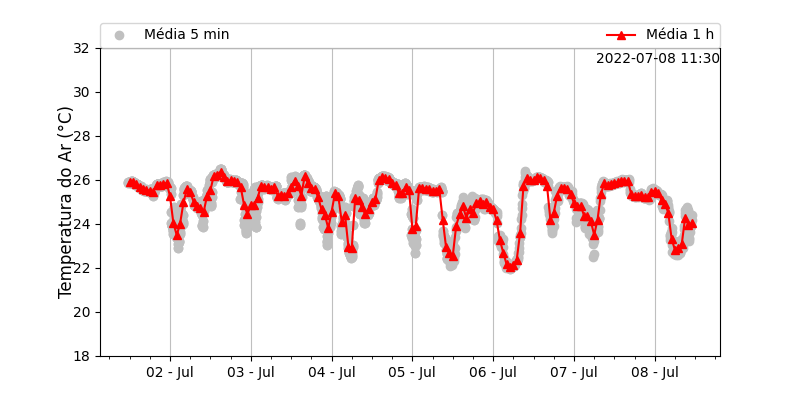 Média 5 min
Média 1 h
2022-07-08 11:30
Temperatura do Ar (°C)
32
30
28
26
24
22
20
18
02 - Jul
03 - Jul
04 - Jul
05 - Jul
06 - Jul
07 - Jul
08 - Jul